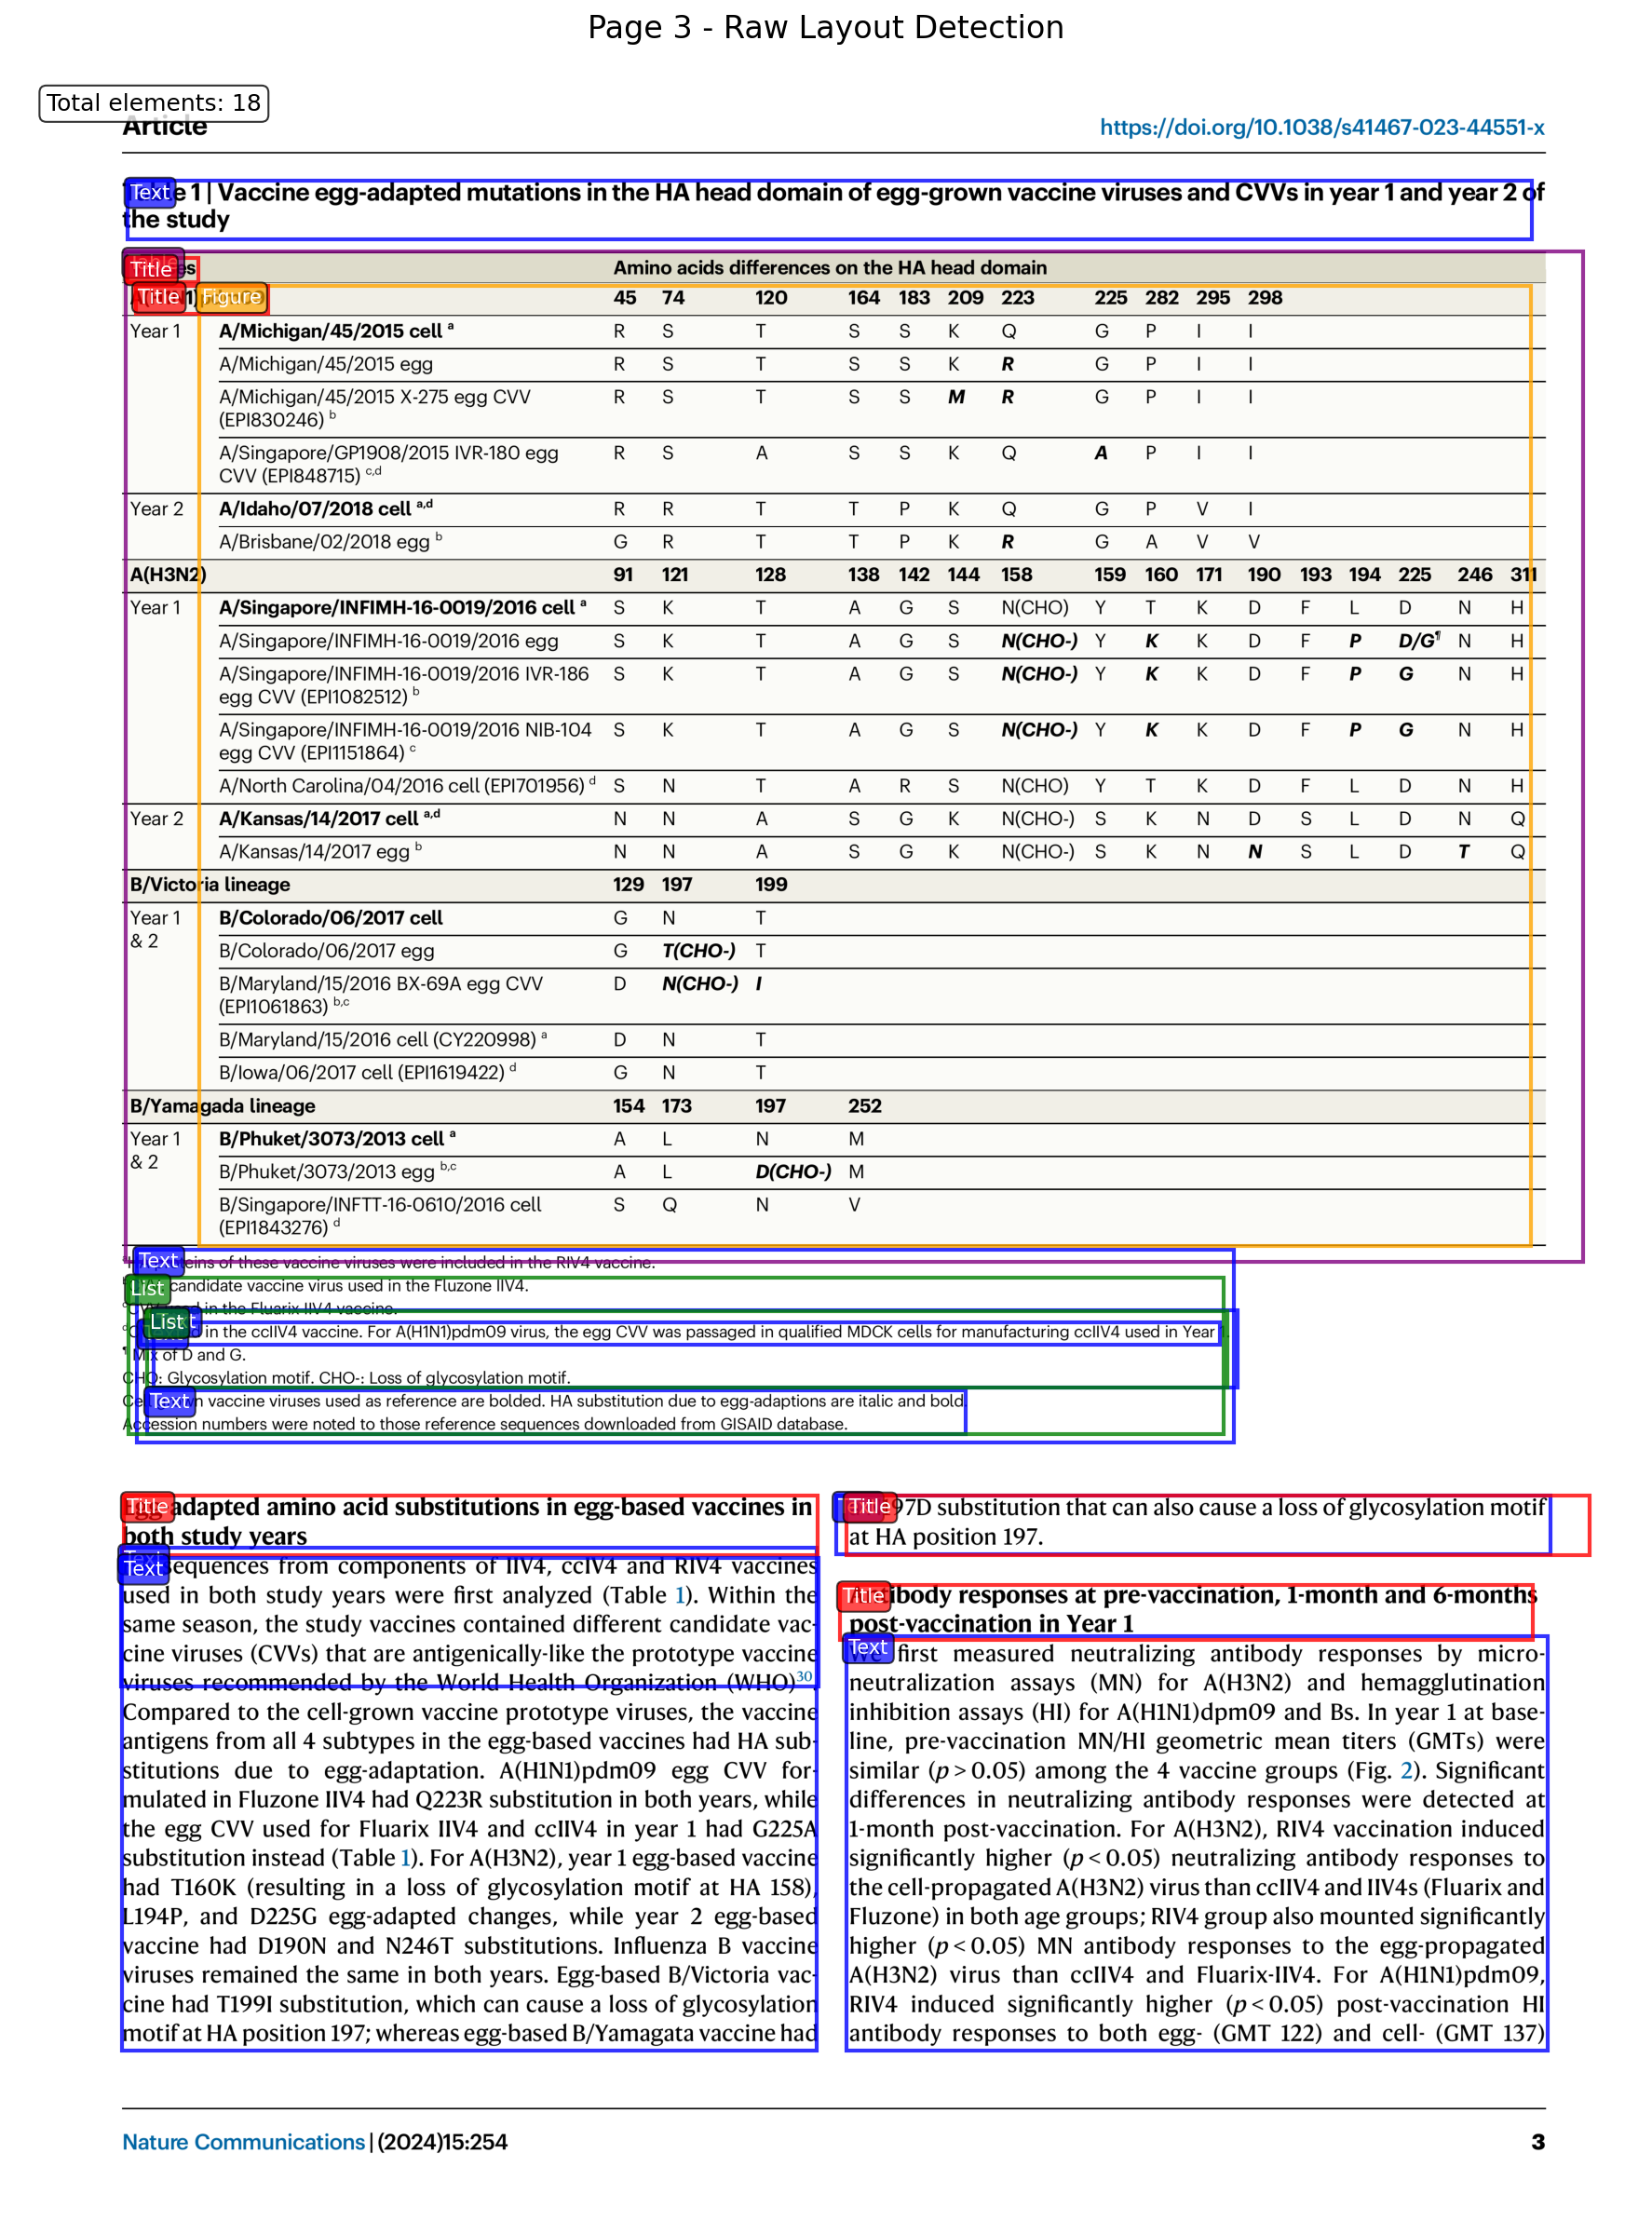 Page 3 - Raw Layout Detection
Total elements: 18
Article https://doi.org/10.1038/s41467-023-44551-x
Text 1 | Vaccine egg-adapted mutations in the HA head domain of egg-grown vaccine viruses and CVVs in year 1 and year 2 of
the study
Title Amino acids differences on the HA head domain
Title Figure 45 74 120 164 183 209 223 225 282 295 298
Year 1 A/Michigan/45/2015 cell a R S T S S K Q G P I I
A/Michigan/45/2015 egg R S T S S K R G P I I
A/Michigan/45/2015 X-275 egg CVV R S T S S M R G P I I
(EPI830246) b
A/Singapore/GP1908/2015 IVR-180 egg R S A S S K Q A P I I
CVV (EPI848715) c,d
Year 2 A/Idaho/07/2018 cell a,d R R T T P K Q G P V I
A/Brisbane/02/2018 egg b G R T T P K R G A V V
A(H3N2) 91 121 128 138 142 144 158 159 160 171 190 193 194 225 246 311
Year 1 A/Singapore/INFIMH-16-0019/2016 cell a S K T A G S N(CHO) Y T K D F L D N H
A/Singapore/INFIMH-16-0019/2016 egg S K T A G S N(CHO-) Y K K D F P D/G¶ N H
A/Singapore/INFIMH-16-0019/2016 IVR-186 S K T A G S N(CHO-) Y K K D F P G N H
egg CVV (EPI1082512) b
A/Singapore/INFIMH-16-0019/2016 NIB-104 S K T A G S N(CHO-) Y K K D F P G N H
egg CVV (EPI1151864) c
A/North Carolina/04/2016 cell (EPI701956) d S N T A R S N(CHO) Y T K D F L D N H
Year 2 A/Kansas/14/2017 cell a,d N N A S G K N(CHO-) S K N D S L D N Q
A/Kansas/14/2017 egg b N N A S G K N(CHO-) S K N N S L D T Q
B/Victoria lineage 129 197 199
Year 1 B/Colorado/06/2017 cell G N T
& 2
B/Colorado/06/2017 egg G T(CHO-) T
B/Maryland/15/2016 BX-69A egg CVV D N(CHO-) I
(EPI1061863) b,c
B/Maryland/15/2016 cell (CY220998) a D N T
B/Iowa/06/2017 cell (EPI1619422) d G N T
B/Yamagada lineage 154 173 197 252
Year 1 B/Phuket/3073/2013 cell a A L N M
& 2
B/Phuket/3073/2013 egg b,c A L D(CHO-) M
B/Singapore/INFTT-16-0610/2016 cell S Q N V
(EPI1843276) d
Text of these vaccine viruses were included in the RIV4 vaccine.
List candidate vaccine virus used in the Fluzone IIV4.
in the Fluarix IIV4 vaccine.
List in the ccIIV4 vaccine. For A(H1N1)pdm09 virus, the egg CVV was passaged in qualified MDCK cells for manufacturing ccIIV4 used in Year 1.
¶ Mix of D and G.
CHO: Glycosylation motif. CHO-: Loss of glycosylation motif.
Text vaccine viruses used as reference are bolded. HA substitution due to egg-adaptions are italic and bold.
Accession numbers were noted to those reference sequences downloaded from GISAID database.
Title adapted amino acid substitutions in egg-based vaccines in
both study years
Text sequences from components of IIV4, ccIV4 and RIV4 vaccines
used in both study years were first analyzed (Table 1). Within the
same season, the study vaccines contained different candidate vac-
cine viruses (CVVs) that are antigenically-like the prototype vaccine
viruses recommended by the World Health Organization (WHO)30.
Compared to the cell-grown vaccine prototype viruses, the vaccine
antigens from all 4 subtypes in the egg-based vaccines had HA sub-
stitutions due to egg-adaptation. A(H1N1)pdm09 egg CVV for-
mulated in Fluzone IIV4 had Q223R substitution in both years, while
the egg CVV used for Fluarix IIV4 and ccIIV4 in year 1 had G225A
substitution instead (Table 1). For A(H3N2), year 1 egg-based vaccine
had T160K (resulting in a loss of glycosylation motif at HA 158),
L194P, and D225G egg-adapted changes, while year 2 egg-based
vaccine had D190N and N246T substitutions. Influenza B vaccine
viruses remained the same in both years. Egg-based B/Victoria vac-
cine had T199I substitution, which can cause a loss of glycosylation
motif at HA position 197; whereas egg-based B/Yamagata vaccine had
Title 97D substitution that can also cause a loss of glycosylation motif
at HA position 197.
Title responses at pre-vaccination, 1-month and 6-months
post-vaccination in Year 1
Text
We first measured neutralizing antibody responses by micro-
neutralization assays (MN) for A(H3N2) and hemagglutination
inhibition assays (HI) for A(H1N1)dpm09 and Bs. In year 1 at base-
line, pre-vaccination MN/HI geometric mean titers (GMTs) were
similar (p > 0.05) among the 4 vaccine groups (Fig. 2). Significant
differences in neutralizing antibody responses were detected at
1-month post-vaccination. For A(H3N2), RIV4 vaccination induced
significantly higher (p < 0.05) neutralizing antibody responses to
the cell-propagated A(H3N2) virus than ccIIV4 and IIV4s (Fluarix and
Fluzone) in both age groups; RIV4 group also mounted significantly
higher (p < 0.05) MN antibody responses to the egg-propagated
A(H3N2) virus than ccIIV4 and Fluarix-IIV4. For A(H1N1)pdm09,
RIV4 induced significantly higher (p < 0.05) post-vaccination HI
antibody responses to both egg- (GMT 122) and cell- (GMT 137)
Nature Communications | (2024)15:254 3